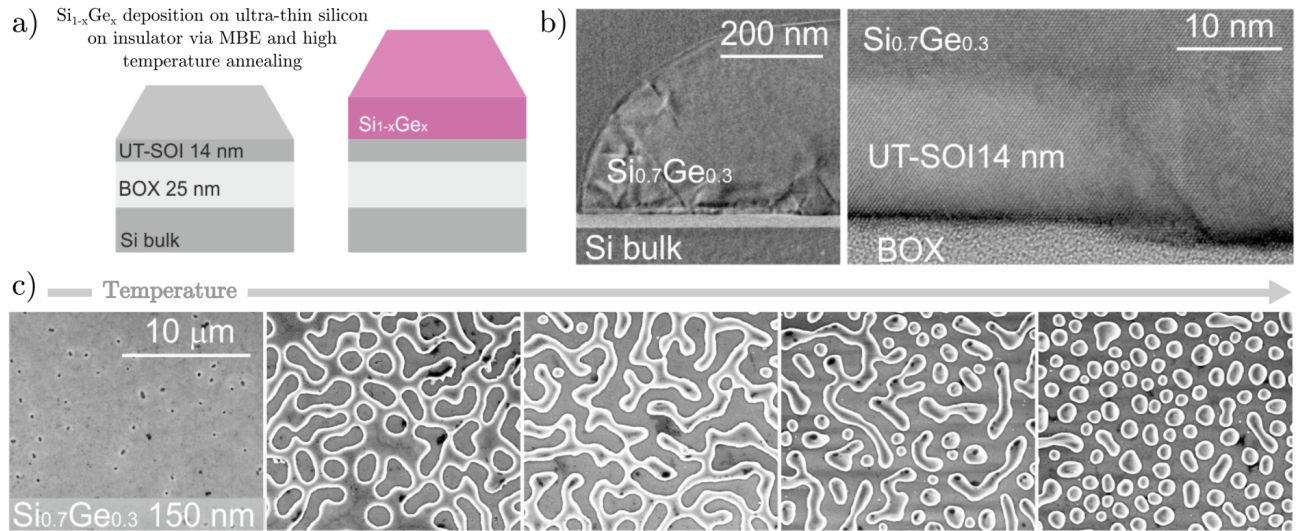 a)
Si1-xGex deposition on ultra-thin silicon
on insulator via MBE and high
temperature annealing
Si1-xGex
UT-SOI 14 nm
BOX 25 nm
Si bulk
b)
200 nm
Si0.7Ge0.3
Si bulk
Si0.7Ge0.3
10 nm
UT-SOI14 nm
BOX
c)
Temperature
10 μm
Si0.7Ge0.3 150 nm